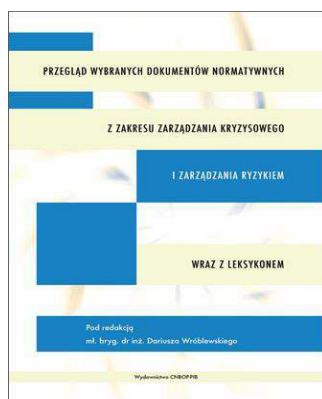 PRZEGLĄD WYBRANYCH DOKUMENTÓW NORMATYWNYCH
Z ZAKRESU ZARZĄDZANIA KRYZYSOWEGO
I ZARZĄDZANIA RYZYKIEM
WRAZ Z LEKSYKONEM
Pod redakcją
mł. bryg. dr inż. Dariusza Wróblewskiego
Wydawnictwo CNBOP-PIB